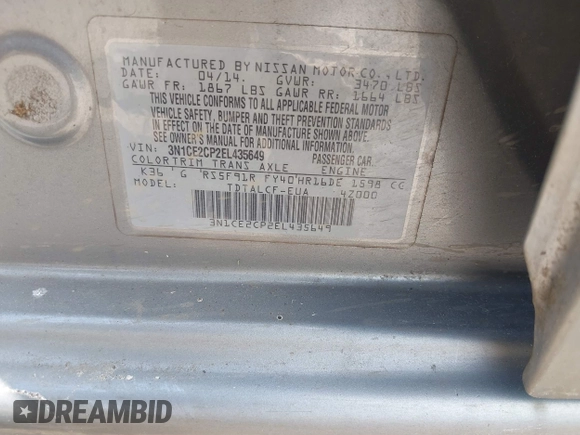 MANUFACTURED BY NISSAN MOTOR CO., LTD.
DATE: 04/14. GVWR: 3470 LBS
GAWR FR: 1867 LBS GAWR RR: 1664 LBS
THIS VEHICLE CONFORMS TO ALL APPLICABLE FEDERAL MOTOR
VEHICLE SAFETY, BUMPER AND THEFT PREVENTION STANDARDS
IN EFFECT ON THE DATE OF MANUFACTURE SHOWN ABOVE.
SEE OWNER'S MANUAL FOR ADDITIONAL INFORMATION.
VIN: 3N1CE2CP2EL435649 PASSENGER CAR
COLOR TRIM TRANS AXLE ENGINE
K36 G RS5F91R FY40 HR16DE 1598 CC
MODEL: TDTALCF-EUA 42000
3N1CE2CP2EL435649
DREAMBID